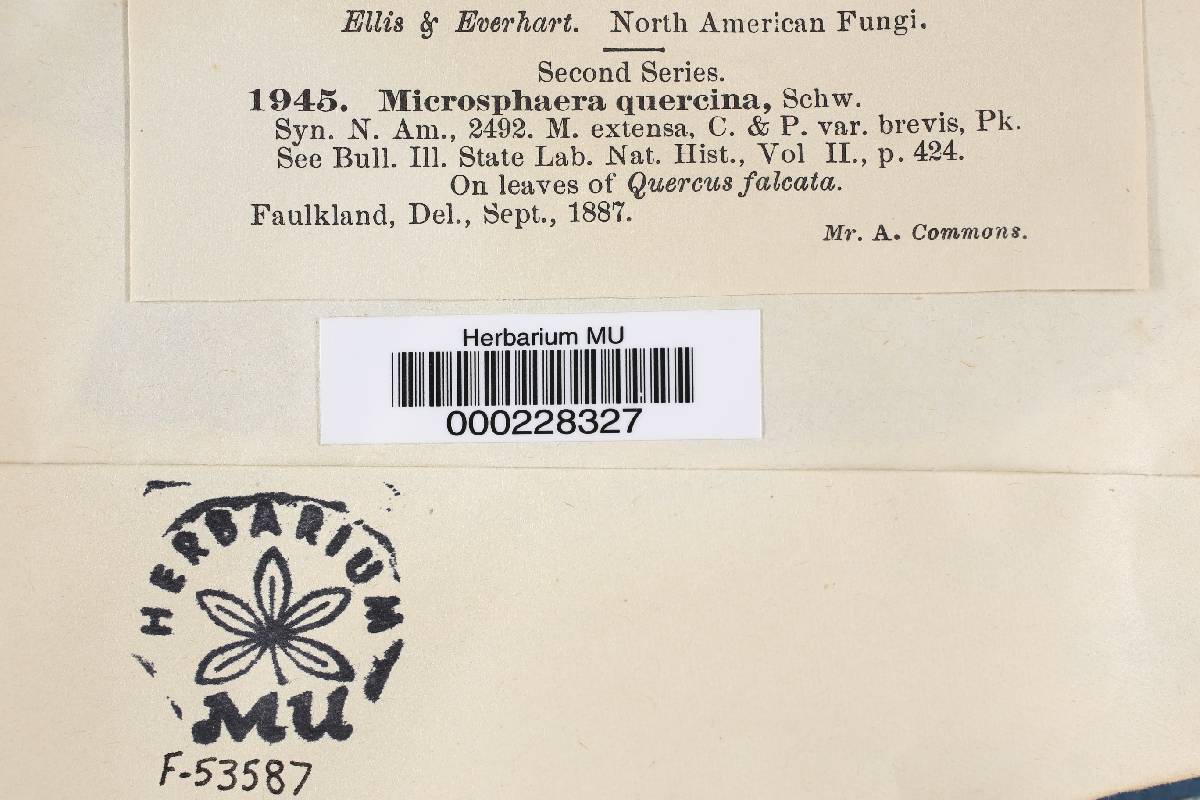 Ellis & Everhart. North American Fungi.
Second Series.
1945. Microsphaera quercina, Schw.
Syn. N. Am., 2492. M. extensa, C. & P. var. brevis, Pk.
See Bull. Ill. State Lab. Nat. Hist., Vol II., p. 424.
On leaves of Quercus falcata.
Faulkland, Del., Sept., 1887.
Mr. A. Commons.
Herbarium MU
000228327
HERBARIUM
MU
F-53587